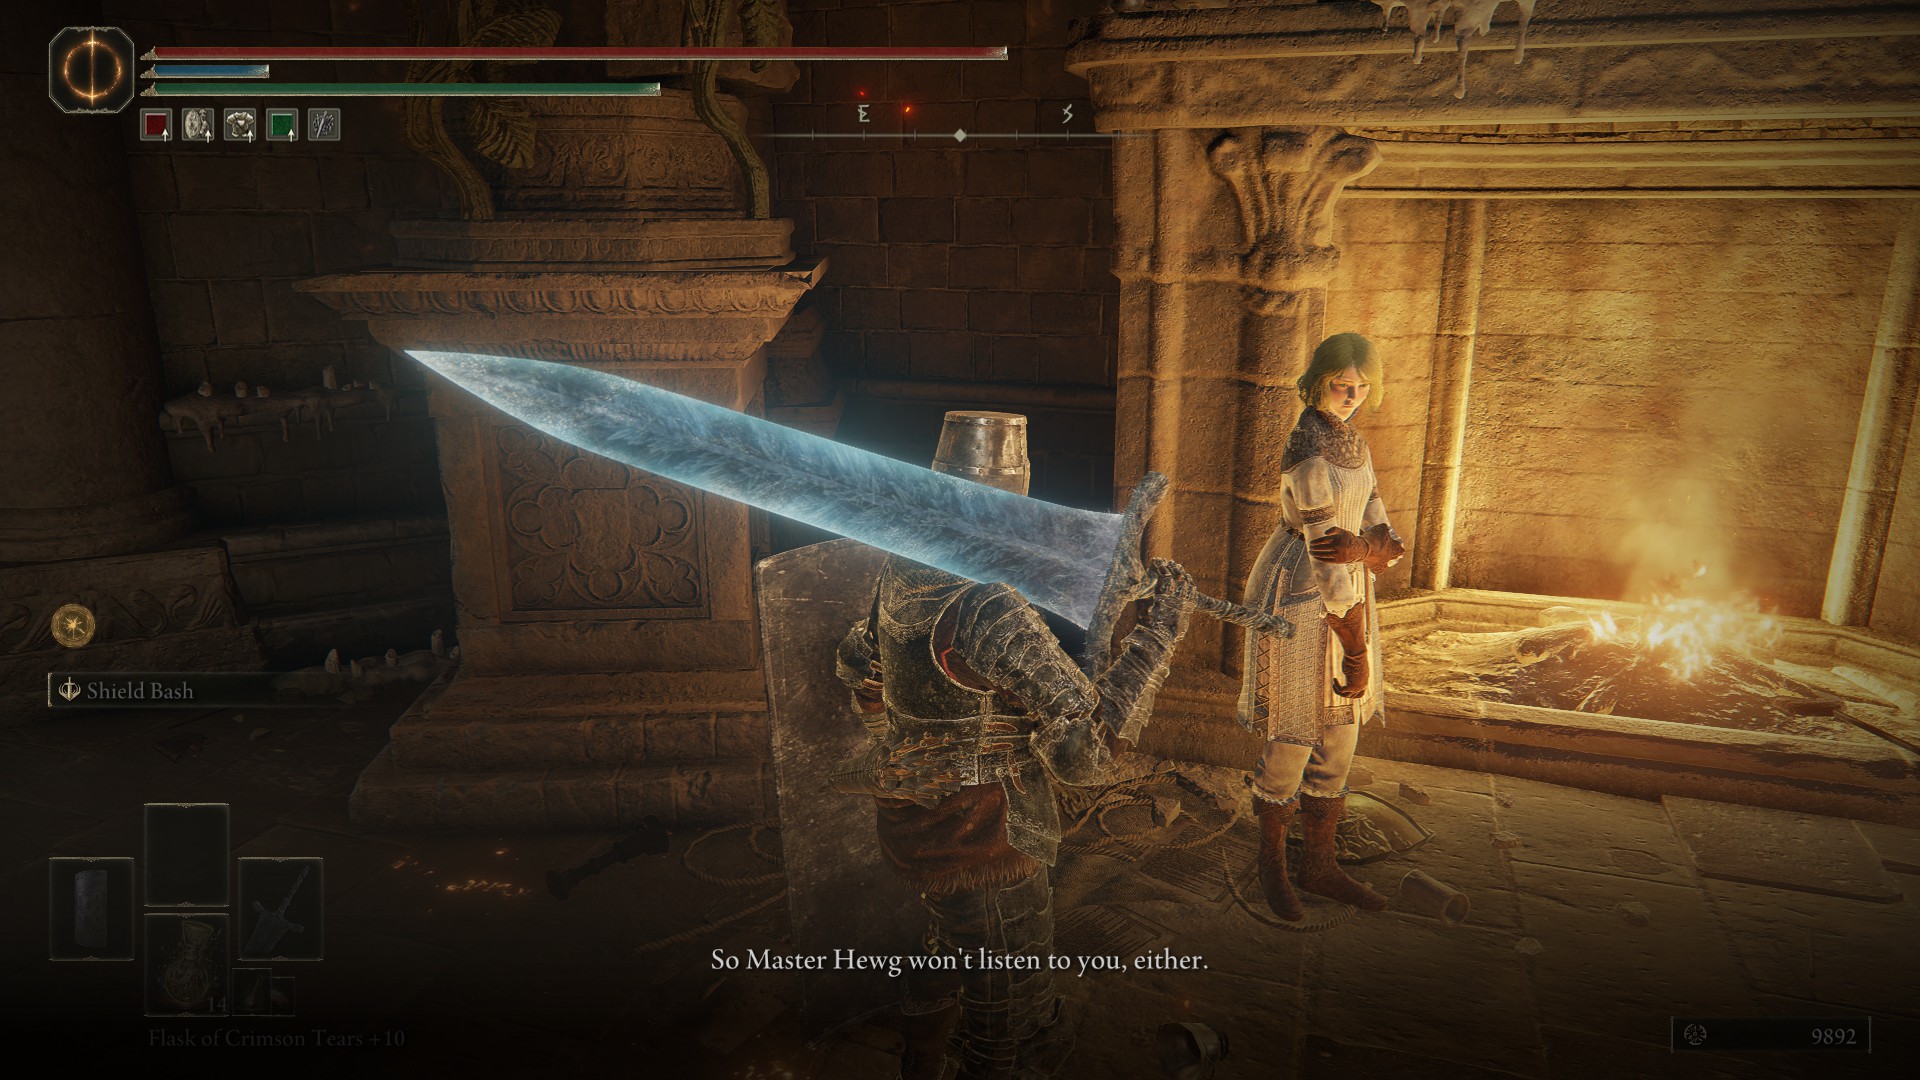 E
S
Shield Bash
So Master Hewg won't listen to you, either.
14
Flask of Crimson Tears +10
9892